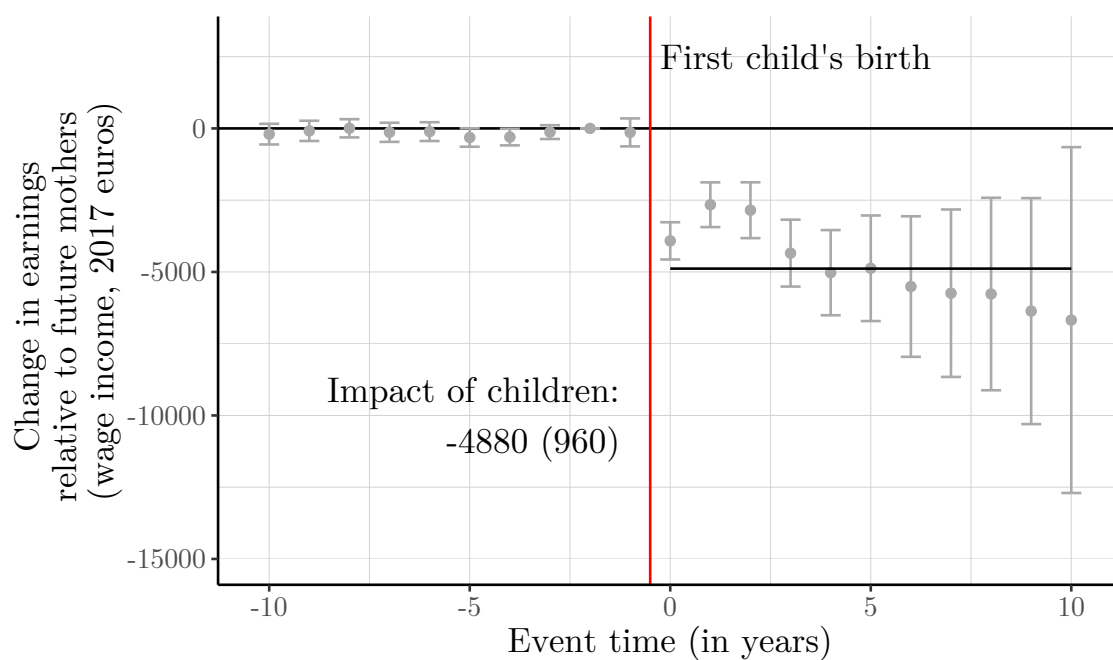 First child's birth
Change in earnings
relative to future mothers
(wage income, 2017 euros)
0
-5000
-10000
-15000
Impact of children:
-4880 (960)
-10
-5
0
5
10
Event time (in years)